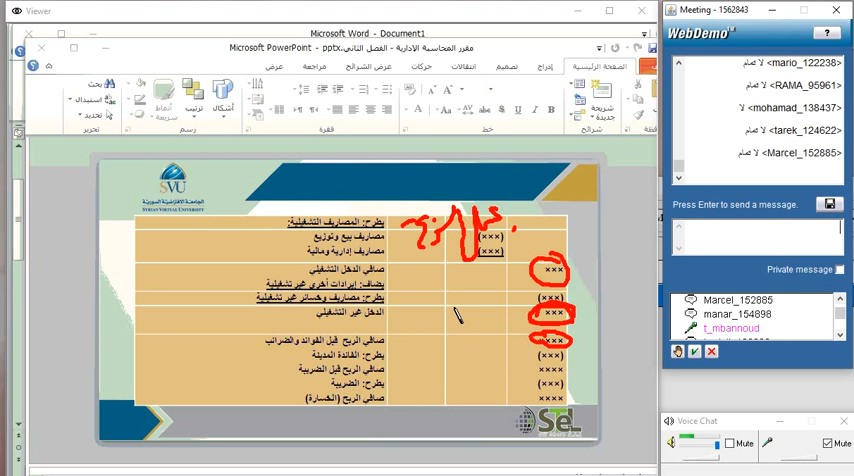 Viewer
Microsoft Word - Document1
Microsoft PowerPoint - pptx.مقرر المحاسبة الإدارية - الفصل الثاني
الصفحة الرئيسية
إدراج
تصميم
انتقالات
حركات
عرض الشرائح
مراجعة
عرض
شريحة جديدة
شرائح
خط
فقرة
أشكال
ترتيب
أنماط سريعة
رسم
بحث
استبدال
تحديد
تحرير
SVU
الجامعة الافتراضية السورية
SYRIAN VIRTUAL UNIVERSITY
يطرح: المصاريف التشغيلية:
مصاريف بيع وتوزيع (×××)
مصاريف إدارية ومالية (×××)
صافي الدخل التشغيلي ×××
يضاف: إيرادات أخرى غير تشغيلية
يطرح: مصاريف وخسائر غير تشغيلية (×××)
الدخل غير التشغيلي ×××
صافي الربح قبل الفوائد والضرائب ××××
يطرح: الفائدة المدينة (×××)
صافي الربح قبل الضريبة ××××
يطرح: الضريبة (×××)
صافي الربح (الخسارة) ××××
SeL
Meeting - 1562843
WebDemo
?
لا تمام <mario_122238>
لا تمام <RAMA_95961>
لا <mohamad_138437>
لا تمام <tarek_124622>
لا تمام <Marcel_152885>
Press Enter to send a message.
Private message
Marcel_152885
manar_154898
t_mbannoud
Voice Chat
Mute
Mute